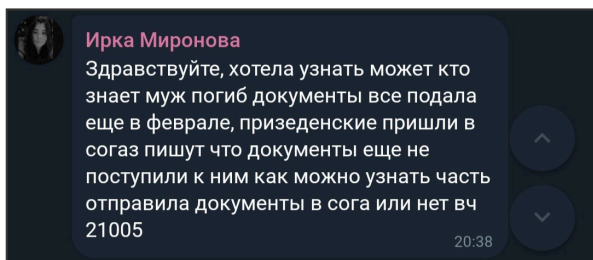 Ирка Миронова
Здравствуйте, хотела узнать может кто
знает муж погиб документы все подала
еще в феврале, призеденские пришли в
согаз пишут что документы еще не
поступили к ним как можно узнать часть
отправила документы в сога или нет вч
21005
20:38